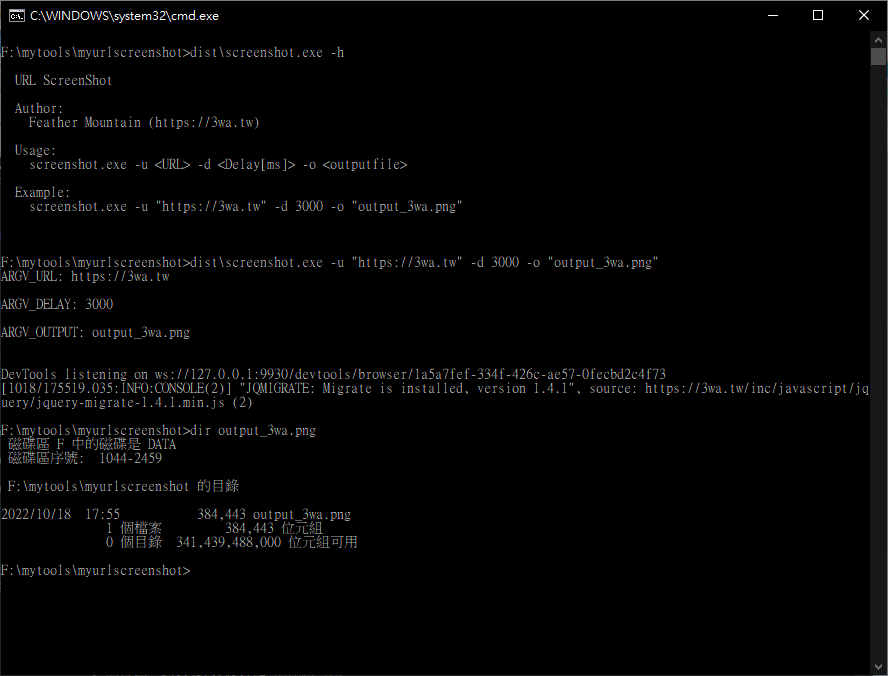 C:\WINDOWS\system32\cmd.exe
F:\mytools\myurlscreenshot>dist\screenshot.exe -h
URL ScreenShot
Author:
Feather Mountain (https://3wa.tw)
Usage:
screenshot.exe -u <URL> -d <Delay[ms]> -o <outputfile>
Example:
screenshot.exe -u "https://3wa.tw" -d 3000 -o "output_3wa.png"
F:\mytools\myurlscreenshot>dist\screenshot.exe -u "https://3wa.tw" -d 3000 -o "output_3wa.png"
ARGV_URL: https://3wa.tw
ARGV_DELAY: 3000
ARGV_OUTPUT: output_3wa.png
DevTools listening on ws://127.0.0.1:9930/devtools/browser/1a5a7fef-334f-426c-ae57-0fecbd2c4f73
[1018/175519.035:INFO:CONSOLE(2)] "JQMIGRATE: Migrate is installed, version 1.4.1", source: https://3wa.tw/inc/javascript/jq
uery/jquery-migrate-1.4.1.min.js (2)
F:\mytools\myurlscreenshot>dir output_3wa.png
磁碟區 F 中的磁碟是 DATA
磁碟區序號:  1044-2459
F:\mytools\myurlscreenshot 的目錄
2022/10/18  17:55           384,443 output_3wa.png
1 個檔案         384,443 位元組
0 個目錄  341,439,488,000 位元組可用
F:\mytools\myurlscreenshot>